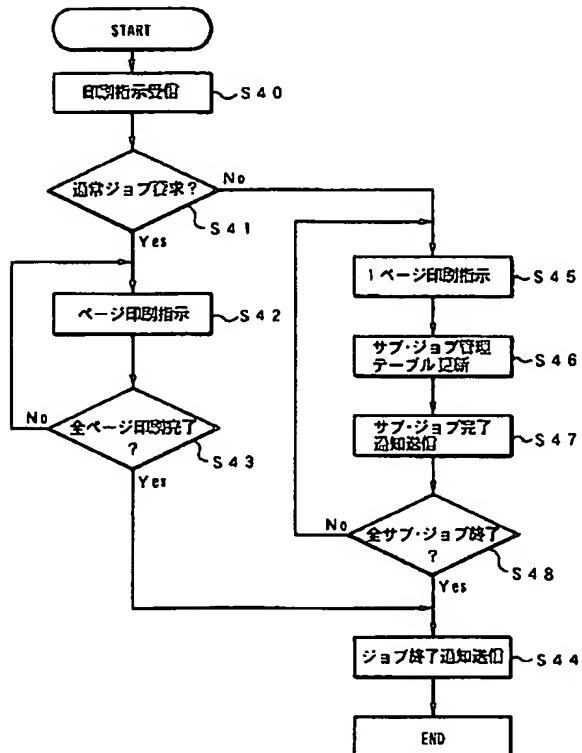 START
印刷指示受信
S40
通常ジョブ要求?
No
S41
Yes
1ページ印刷指示
S45
ページ印刷指示
S42
サブ・ジョブ管理
テーブル更新
S46
No
全ページ印刷完了
?
S43
サブ・ジョブ完了
通知送信
S47
Yes
No
全サブ・ジョブ終了
?
S48
Yes
ジョブ終了通知送信
S44
END